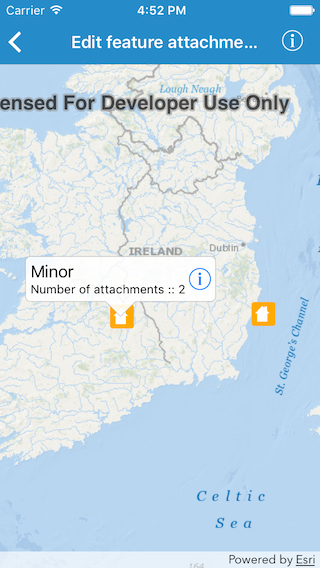 Carrier 4:52 PM
Edit feature attachme...
Lough Neagh
ensed For Developer Use Only
IRELAND
Dublin
Minor
Number of attachments :: 2
St. George's Channel
Celtic
Sea
164
Powered by Esri